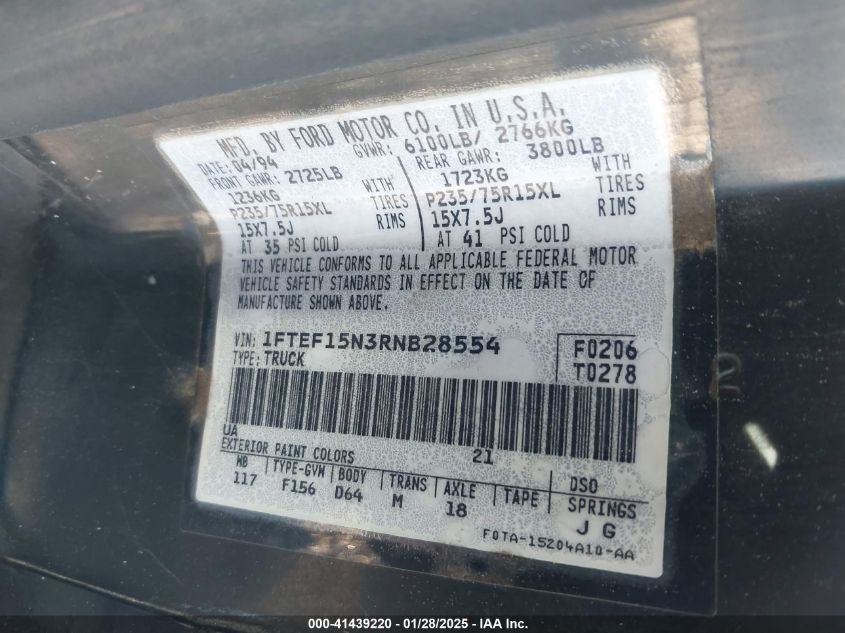 MFD. BY FORD MOTOR CO. IN U.S.A.
DATE: 04/94 GVWR: 6100LB/ 2766KG
FRONT GAWR: 2725LB REAR GAWR: 3800LB
1236KG WITH 1723KG WITH
P235/75R15XL TIRES P235/75R15XL TIRES
15X7.5J RIMS 15X7.5J RIMS
AT 35 PSI COLD AT 41 PSI COLD
THIS VEHICLE CONFORMS TO ALL APPLICABLE FEDERAL MOTOR
VEHICLE SAFETY STANDARDS IN EFFECT ON THE DATE OF
MANUFACTURE SHOWN ABOVE.
VIN: 1FTEF15N3RNB28554 F0206
TYPE: TRUCK T0278
UA 21
EXTERIOR PAINT COLORS DSO
WB TYPE-GVW BODY TRANS AXLE TAPE SPRINGS
117 F156 D64 M 18 J G
F0TA-15204A10-AA
2
000-41439220 01/28/2025 - IAA Inc.